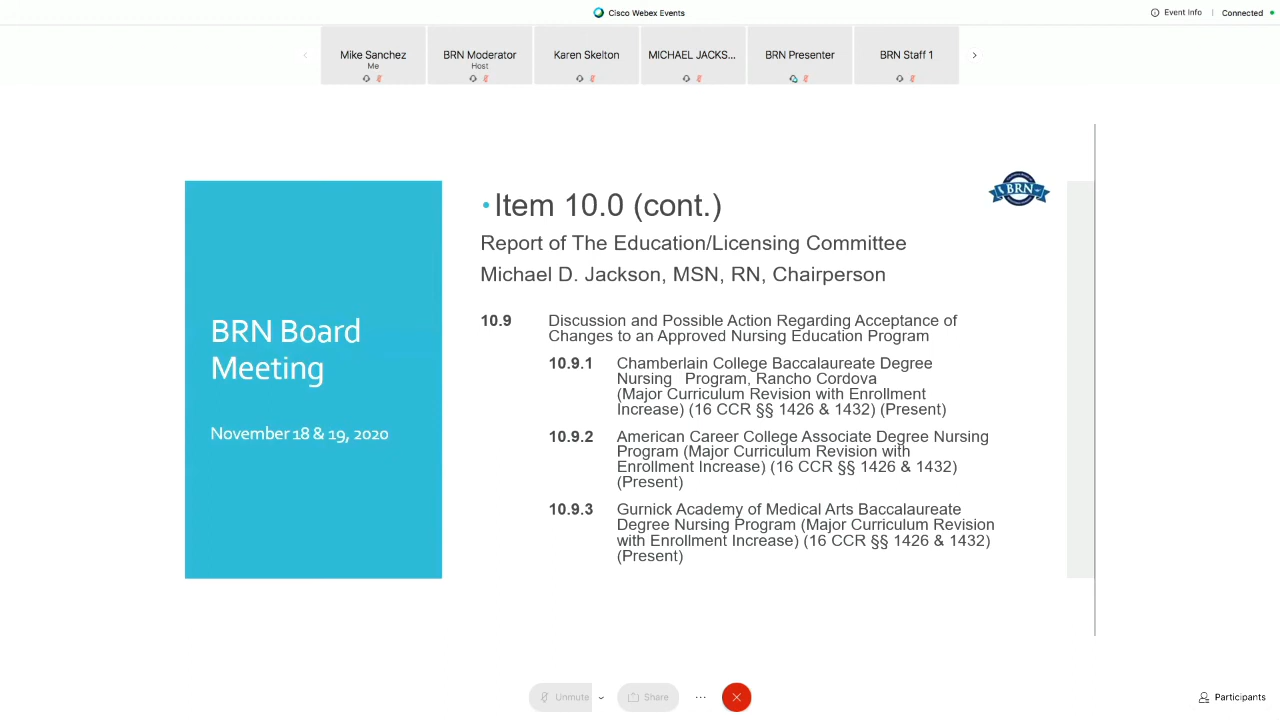 Cisco Webex Events
Event Info
Connected
Mike Sanchez
Me
BRN Moderator
Host
Karen Skelton
MICHAEL JACKS...
BRN Presenter
BRN Staff 1
BRN
• Item 10.0 (cont.)
Report of The Education/Licensing Committee
Michael D. Jackson, MSN, RN, Chairperson
BRN Board
Meeting
November 18 & 19, 2020
10.9 Discussion and Possible Action Regarding Acceptance of
Changes to an Approved Nursing Education Program
10.9.1 Chamberlain College Baccalaureate Degree
Nursing Program, Rancho Cordova
(Major Curriculum Revision with Enrollment
Increase) (16 CCR §§ 1426 & 1432) (Present)
10.9.2 American Career College Associate Degree Nursing
Program (Major Curriculum Revision with
Enrollment Increase) (16 CCR §§ 1426 & 1432)
(Present)
10.9.3 Gurnick Academy of Medical Arts Baccalaureate
Degree Nursing Program (Major Curriculum Revision
with Enrollment Increase) (16 CCR §§ 1426 & 1432)
(Present)
Unmute
Share
...
Participants